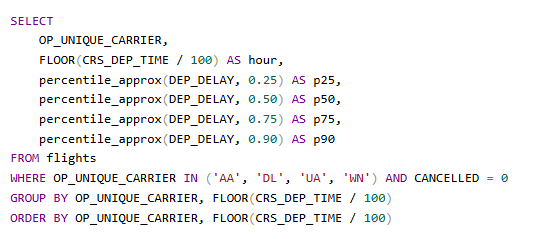 SELECT
    OP_UNIQUE_CARRIER,
    FLOOR(CRS_DEP_TIME / 100) AS hour,
    percentile_approx(DEP_DELAY, 0.25) AS p25,
    percentile_approx(DEP_DELAY, 0.50) AS p50,
    percentile_approx(DEP_DELAY, 0.75) AS p75,
    percentile_approx(DEP_DELAY, 0.90) AS p90
FROM flights
WHERE OP_UNIQUE_CARRIER IN ('AA', 'DL', 'UA', 'WN') AND CANCELLED = 0
GROUP BY OP_UNIQUE_CARRIER, FLOOR(CRS_DEP_TIME / 100)
ORDER BY OP_UNIQUE_CARRIER, FLOOR(CRS_DEP_TIME / 100)